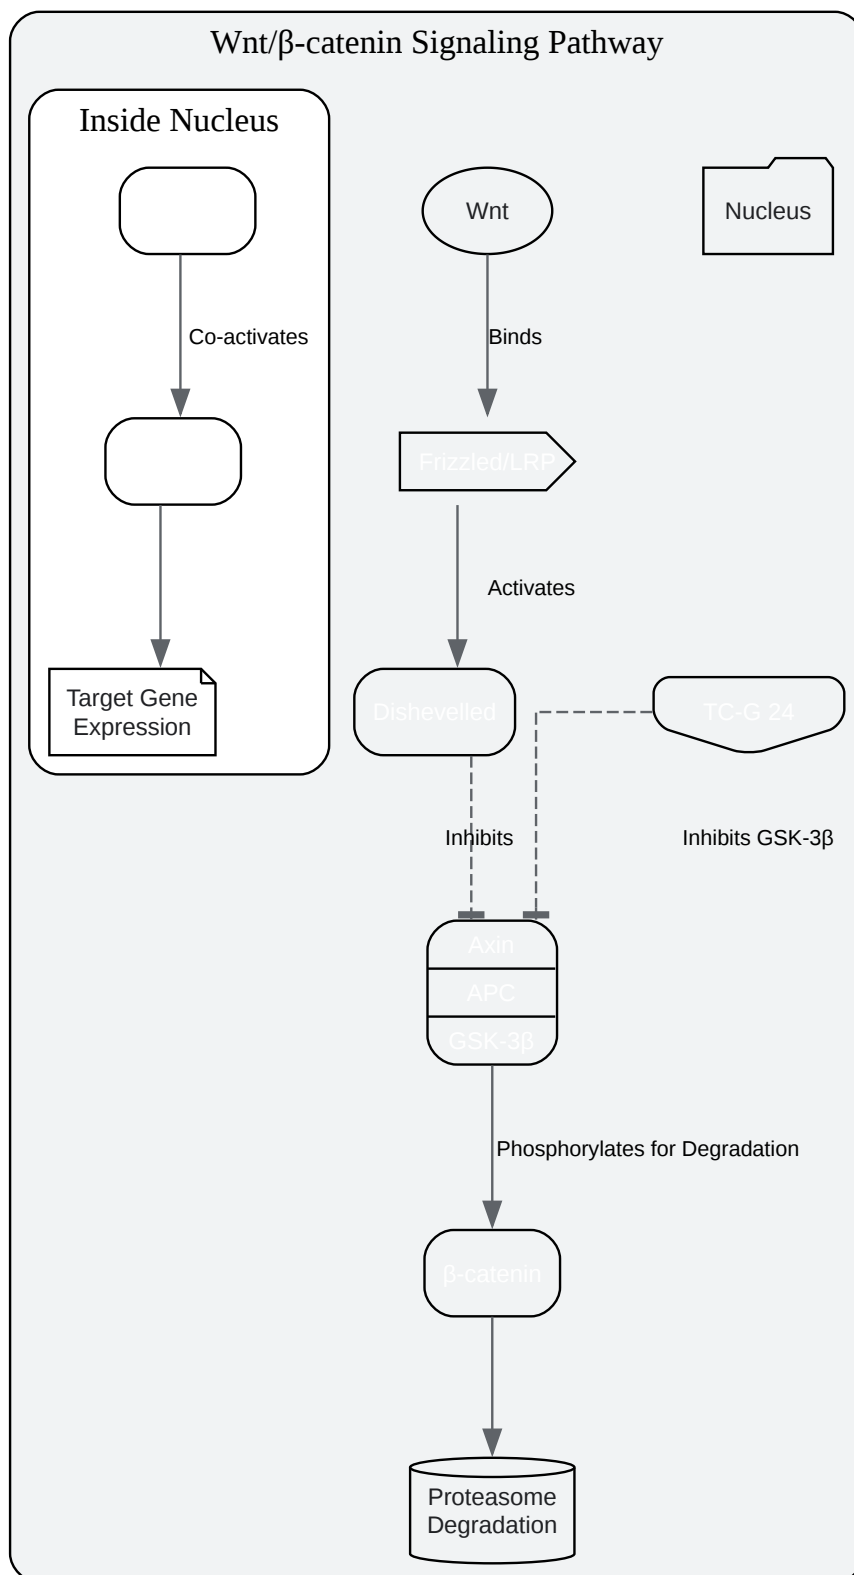 Wnt/β-catenin Signaling Pathway
Inside Nucleus
Wnt
Nucleus
Co-activates
Binds
Frizzled/LRP
Activates
Target Gene
Expression
Dishevelled
TC-G 24
Inhibits
Inhibits GSK-3β
Axin
APC
GSK-3β
Phosphorylates for Degradation
β-catenin
Proteasome
Degradation